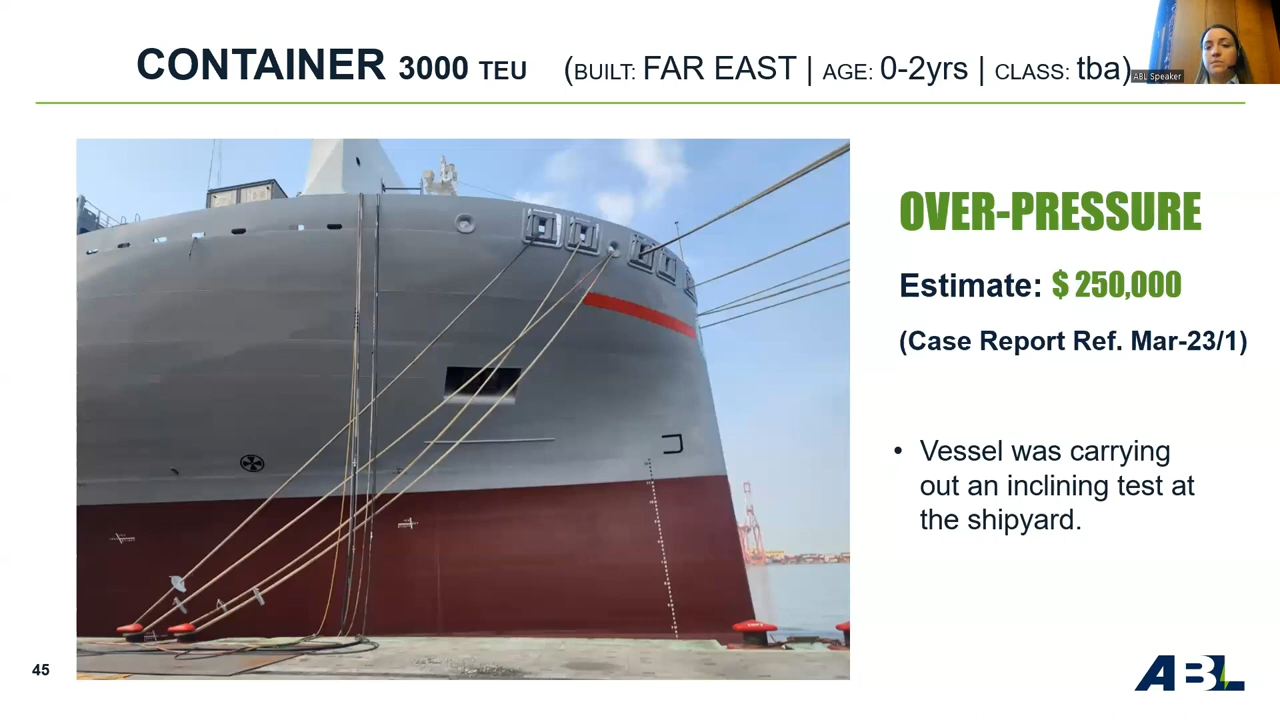 CONTAINER 3000 TEU (BUILT: FAR EAST | AGE: 0-2yrs | CLASS: tba)
ABL Speaker
OVER-PRESSURE
Estimate: $ 250,000
(Case Report Ref. Mar-23/1)
• Vessel was carrying
out an inclining test at
the shipyard.
45
ABL